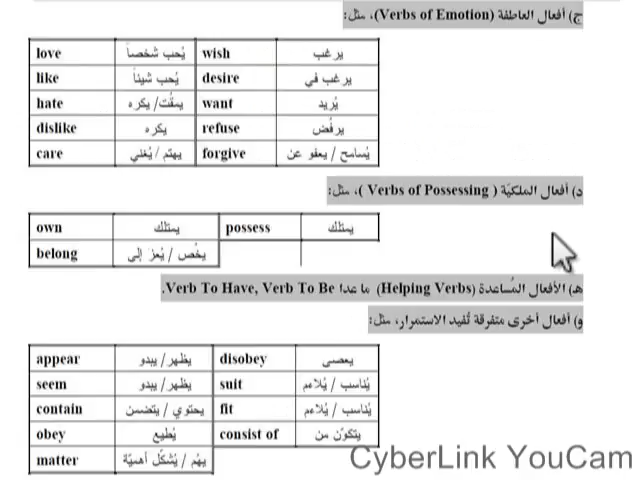 ج) أفعال العاطفة (Verbs of Emotion)، مثل:
love يُحب شخصاً wish يرغب
like يُحب شيئاً desire يرغب في
hate يمقُت/ يكره want يُريد
dislike يكره refuse يرفُض
care يهتم / يُغني forgive يُسامح / يعفو عن
د) أفعال الملكيّة (Verbs of Possessing )، مثل:
own يمتلك possess يمتلك
belong يخُص / يُعزَ إلى
هـ) الأفعال المُساعدة (Helping Verbs) ما عدا Verb To Have, Verb To Be.
و) أفعال أخرى متفرقة تُفيد الاستمرار، مثل:
appear يظهر/ يبدو disobey يعصى
seem يظهر/ يبدو suit يُناسب / يُلاءم
contain يحتوي / يتضمن fit يُناسب / يُلاءم
obey يُطيع consist of يتكوّن من
matter يهُم / يُشكّل أهميّة
CyberLink YouCam